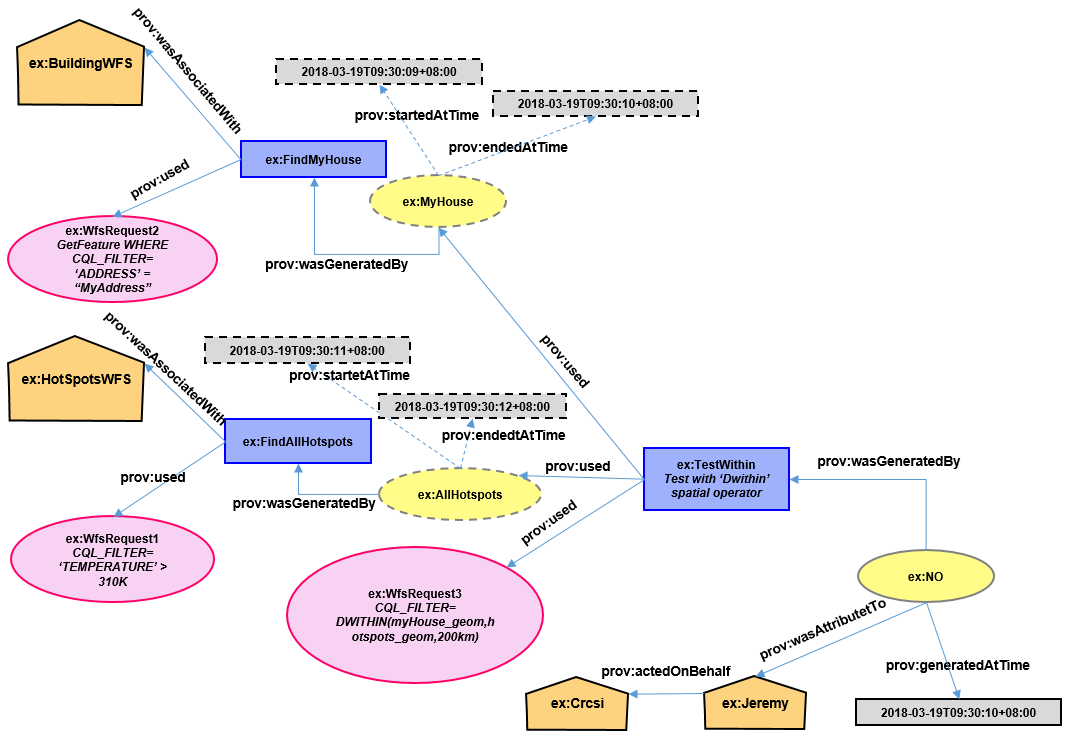 prov:wasAssociatedWith
ex:BuildingWFS
2018-03-19T09:30:09+08:00
2018-03-19T09:30:10+08:00
prov:startedAtTime
prov:endedAtTime
ex:FindMyHouse
prov:used
ex:MyHouse
ex:WfsRequest2
GetFeature WHERE
CQL_FILTER=
‘ADDRESS’ =
“MyAddress”
prov:wasGeneratedBy
prov:wasAssociatedWith
ex:HotSpotsWFS
2018-03-19T09:30:11+08:00
prov:startetAtTime
prov:used
2018-03-19T09:30:12+08:00
prov:endedtAtTime
ex:FindAllHotspots
prov:used
prov:wasGeneratedBy
ex:AllHotspots
prov:used
ex:TestWithin
Test with ‘Dwithin’
spatial operator
prov:wasGeneratedBy
prov:used
ex:WfsRequest1
CQL_FILTER=
‘TEMPERATURE’ >
310K
ex:WfsRequest3
CQL_FILTER=
DWITHIN(myHouse_geom,h
otspots_geom,200km)
ex:NO
prov:wasAttributetTo
prov:generatedAtTime
prov:actedOnBehalf
ex:Crcsi
ex:Jeremy
2018-03-19T09:30:10+08:00